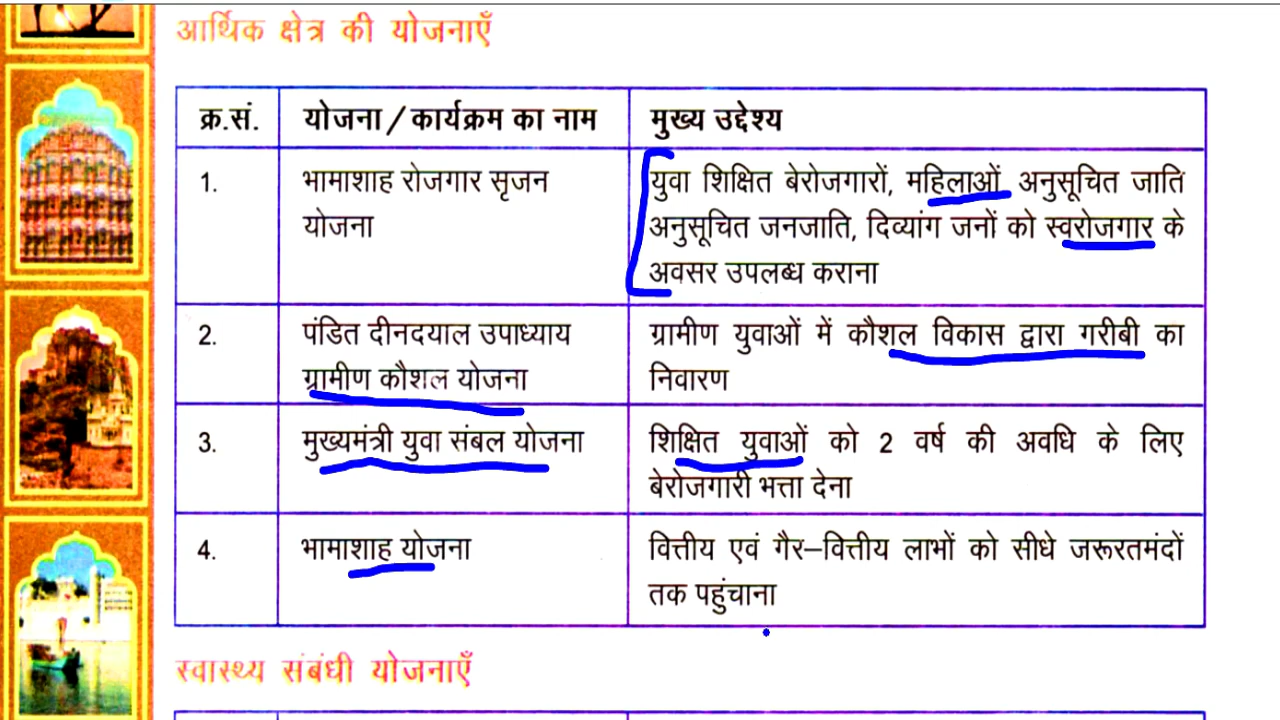 आर्थिक क्षेत्र की योजनाएँ
क्र.सं. योजना / कार्यक्रम का नाम मुख्य उद्देश्य
1. भामाशाह रोजगार सृजन योजना
युवा शिक्षित बेरोजगारों, महिलाओं अनुसूचित जाति
अनुसूचित जनजाति, दिव्यांग जनों को स्वरोजगार के
अवसर उपलब्ध कराना
2. पंडित दीनदयाल उपाध्याय
ग्रामीण कौशल योजना
ग्रामीण युवाओं में कौशल विकास द्वारा गरीबी का
निवारण
3. मुख्यमंत्री युवा संबल योजना
शिक्षित युवाओं को 2 वर्ष की अवधि के लिए
बेरोजगारी भत्ता देना
4. भामाशाह योजना
वित्तीय एवं गैर–वित्तीय लाभों को सीधे जरूरतमंदों
तक पहुंचाना
स्वास्थ्य संबंधी योजनाएँ